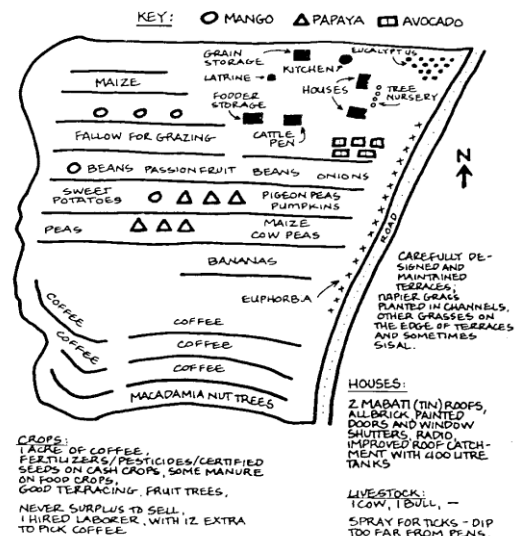 KEY: MANGO PAPAYA AVOCADO
GRAIN
STORAGE
EUCALYPTUS
KITCHEN
LATRINE
HOUSES
TREE
NURSERY
FODDER
STORAGE
CATTLE
PEN
MAIZE
FALLOW FOR GRAZING
BEANS PASSIONFRUIT BEANS ONIONS
SWEET
POTATOES
PIGEON PEAS
PUMPKINS
PEAS
MAIZE
COW PEAS
BANANAS
N
ROAD
EUPHORB.A
CAREFULLY DE-
SIGNED AND
MAINTAINED
TERRACES;
NAPIER GRASS
PLANTED IN CHANNELS,
OTHER GRASSES ON
THE EDGE OF TERRACES
AND SOMETIMES
SISAL.
COFFEE
COFFEE
COFFEE
COFFEE
COFFEE
MACADAMIA NUT TREES
CROPS:
1 ACRE OF COFFEE,
FERTILIZERS/PESTICIDES/CERTIFIED
SEEDS ON CASH CROPS, SOME MANURE
ON FOOD CROPS,
GOOD TERRACING, FRUIT TREES,
NEVER SURPLUS TO SELL,
1 HIRED LABORER, WITH 12 EXTRA
TO PICK COFFEE
HOUSES:
2 MABATI (TIN) ROOFS,
ALL BRICK, PAINTED
DOORS AND WINDOW
SHUTTERS, RADIO,
IMPROVED ROOF CATCH-
MENT WITH 400 LITRE
TANKS
LIVESTOCK:
1 COW, 1 BULL, —
SPRAY FOR TICKS - DIP
TOO FAR FROM PENS.